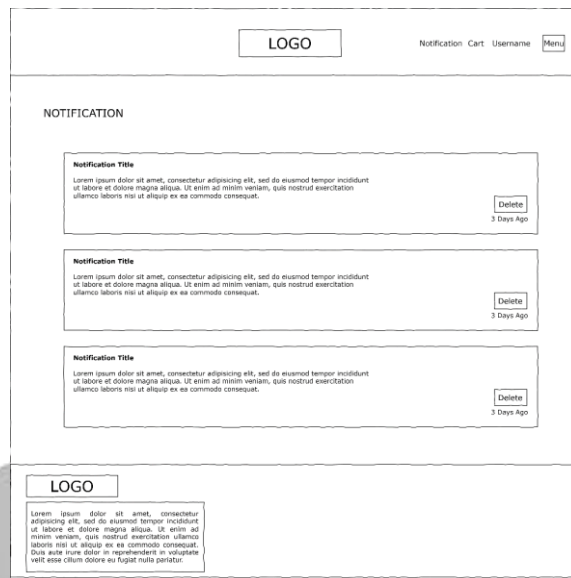 LOGO
Notification Cart Username Menu
NOTIFICATION
Notification Title
Lorem ipsum dolor sit amet, consectetur adipisicing elit, sed do eiusmod tempor incididunt
ut labore et dolore magna aliqua. Ut enim ad minim veniam, quis nostrud exercitation
ullamco laboris nisi ut aliquip ex ea commodo consequat.
Delete
3 Days Ago
Notification Title
Lorem ipsum dolor sit amet, consectetur adipisicing elit, sed do eiusmod tempor incididunt
ut labore et dolore magna aliqua. Ut enim ad minim veniam, quis nostrud exercitation
ullamco laboris nisi ut aliquip ex ea commodo consequat.
Delete
3 Days Ago
Notification Title
Lorem ipsum dolor sit amet, consectetur adipisicing elit, sed do eiusmod tempor incididunt
ut labore et dolore magna aliqua. Ut enim ad minim veniam, quis nostrud exercitation
ullamco laboris nisi ut aliquip ex ea commodo consequat.
Delete
3 Days Ago
LOGO
Lorem ipsum dolor sit amet, consectetur
adipisicing elit, sed do eiusmod tempor incididunt
ut labore et dolore magna aliqua. Ut enim ad
minim veniam, quis nostrud exercitation ullamco
laboris nisi ut aliquip ex ea commodo consequat.
Duis aute irure dolor in reprehenderit in voluptate
velit esse cillum dolore eu fugiat nulla pariatur.